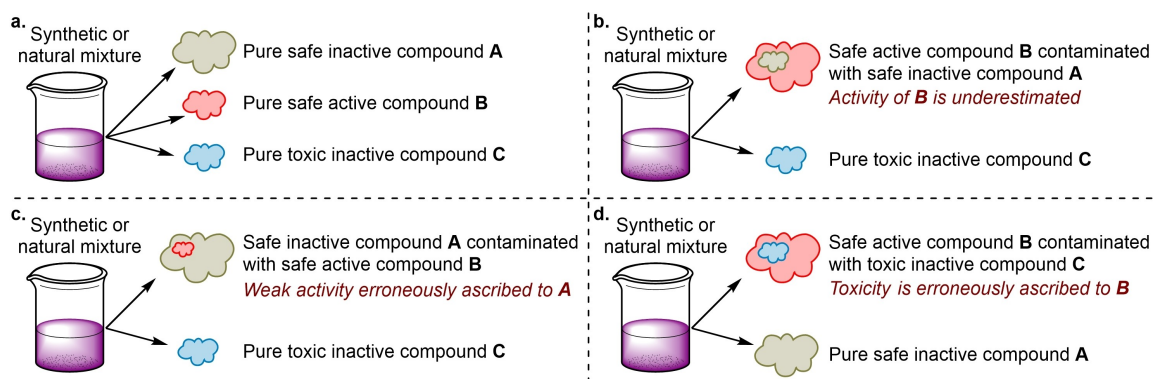 a.
Synthetic or
natural mixture
Pure safe inactive compound A
Pure safe active compound B
Pure toxic inactive compound C
b.
Synthetic or
natural mixture
Safe active compound B contaminated
with safe inactive compound A
Activity of B is underestimated
Pure toxic inactive compound C
c.
Synthetic or
natural mixture
Safe inactive compound A contaminated
with safe active compound B
Weak activity erroneously ascribed to A
Pure toxic inactive compound C
d.
Synthetic or
natural mixture
Safe active compound B contaminated
with toxic inactive compound C
Toxicity is erroneously ascribed to B
Pure safe inactive compound A